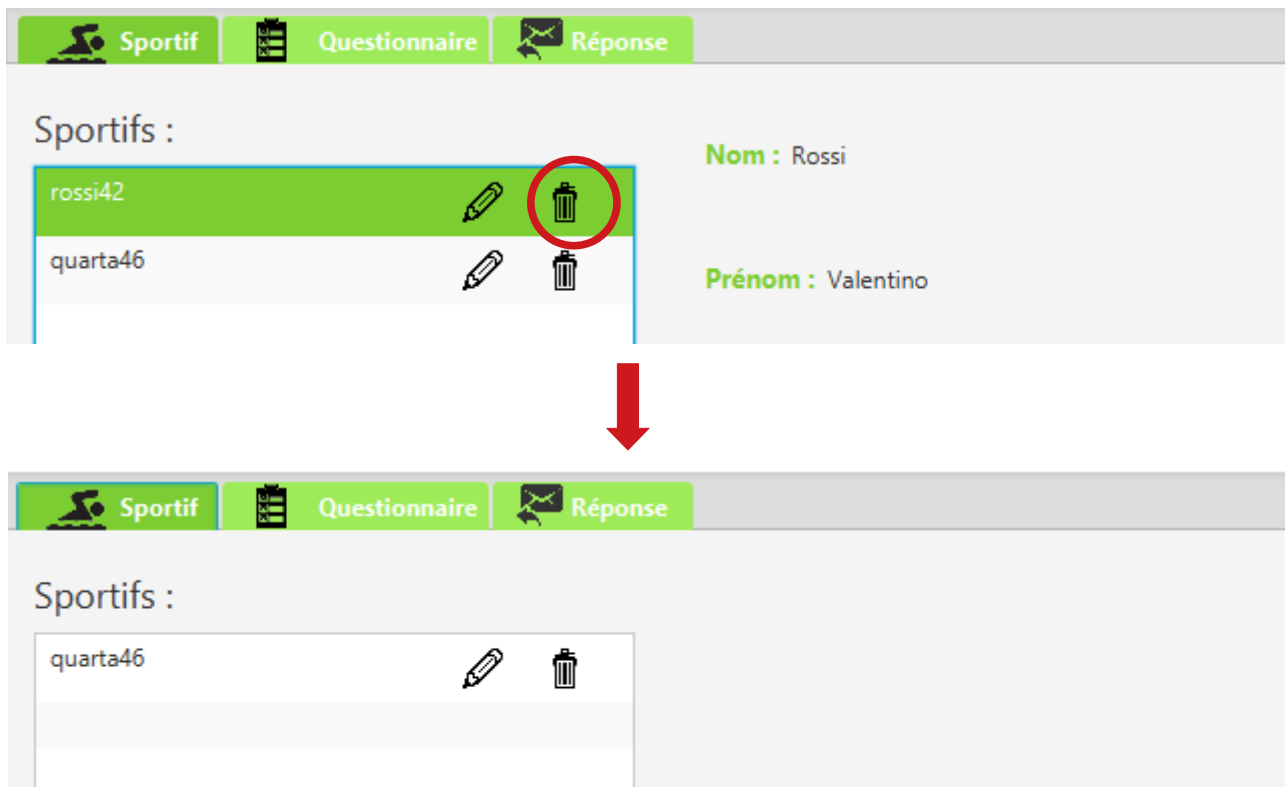 Sportif Questionnaire Réponse
Sportifs :
rossi42
quarta46
Nom : Rossi
Prénom : Valentino
Sportif Questionnaire Réponse
Sportifs :
quarta46